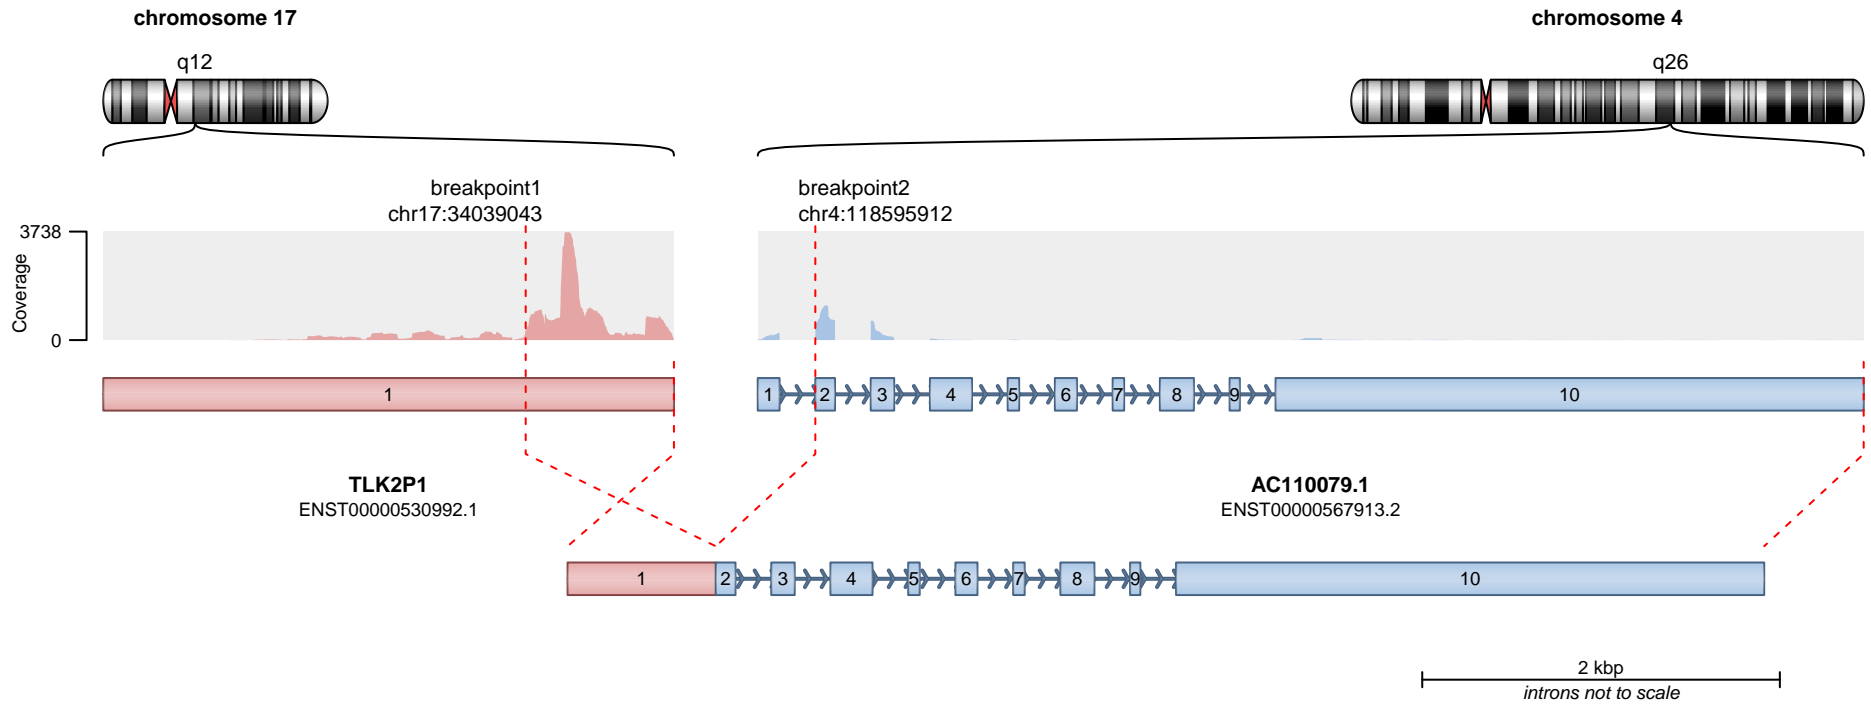 chromosome 17
chromosome 4
q12
q26
breakpoint1
chr17:34039043
breakpoint2
chr4:118595912
3738
Coverage
0
1
1 2 3 4 5 6 7 8 9 10
TLK2P1
ENST00000530992.1
AC110079.1
ENST00000567913.2
1 2 3 4 5 6 7 8 9 10
2 kbp
introns not to scale